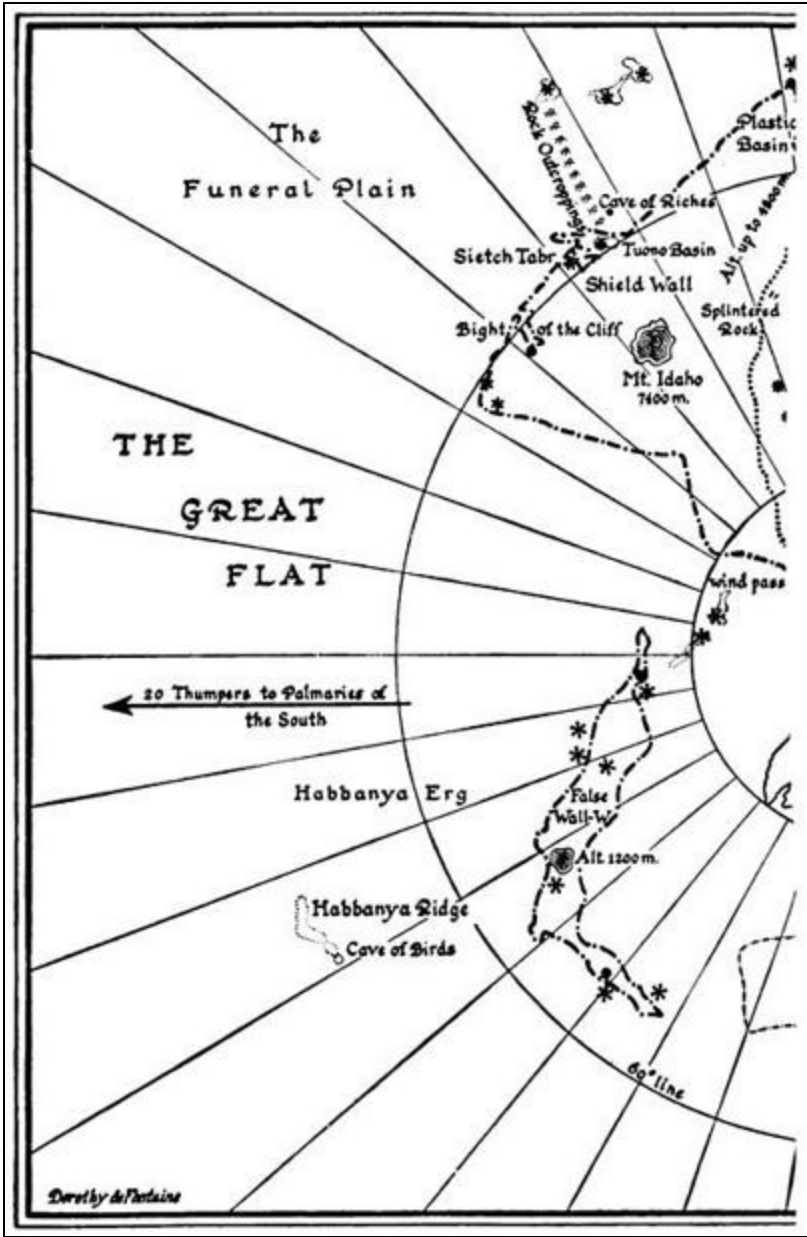 The
Funeral Plain
Rock Outcroppings
Plastic
Basin
Cave of Riches
Alt. up to 4800 m.
Sietch Tabr
Tuono Basin
Shield Wall
Splintered
Rock
Bight of the Cliff
Mt. Idaho
7400 m.
THE
GREAT
FLAT
wind pass
20 Thumpers to Palmaries of
the South
Habbanya Erg
False
Wall-W
Alt. 1200 m.
Habbanya Ridge
Cave of Birds
60° line
Dorothy de Fontaine